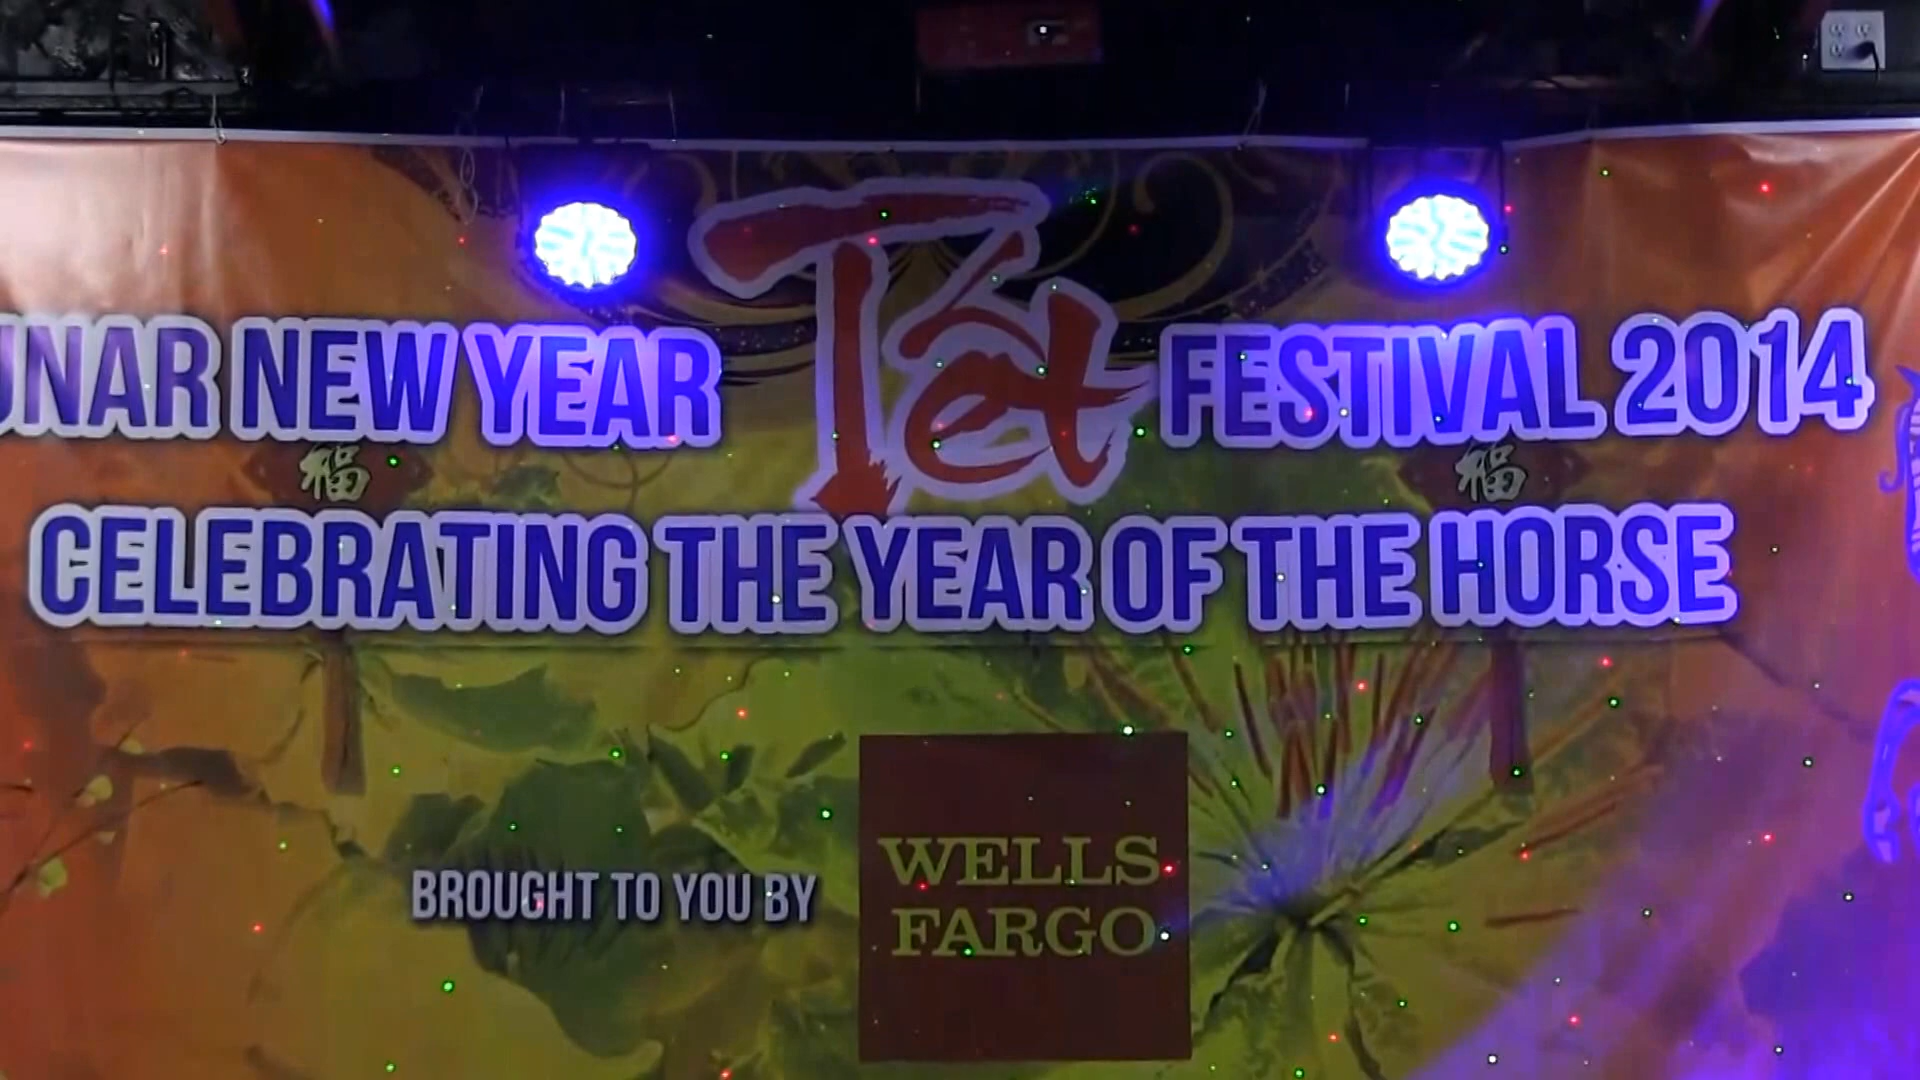 UNAR NEW YEAR Tết FESTIVAL 2014
福 福
CELEBRATING THE YEAR OF THE HORSE
BROUGHT TO YOU BY
WELLS
FARGO